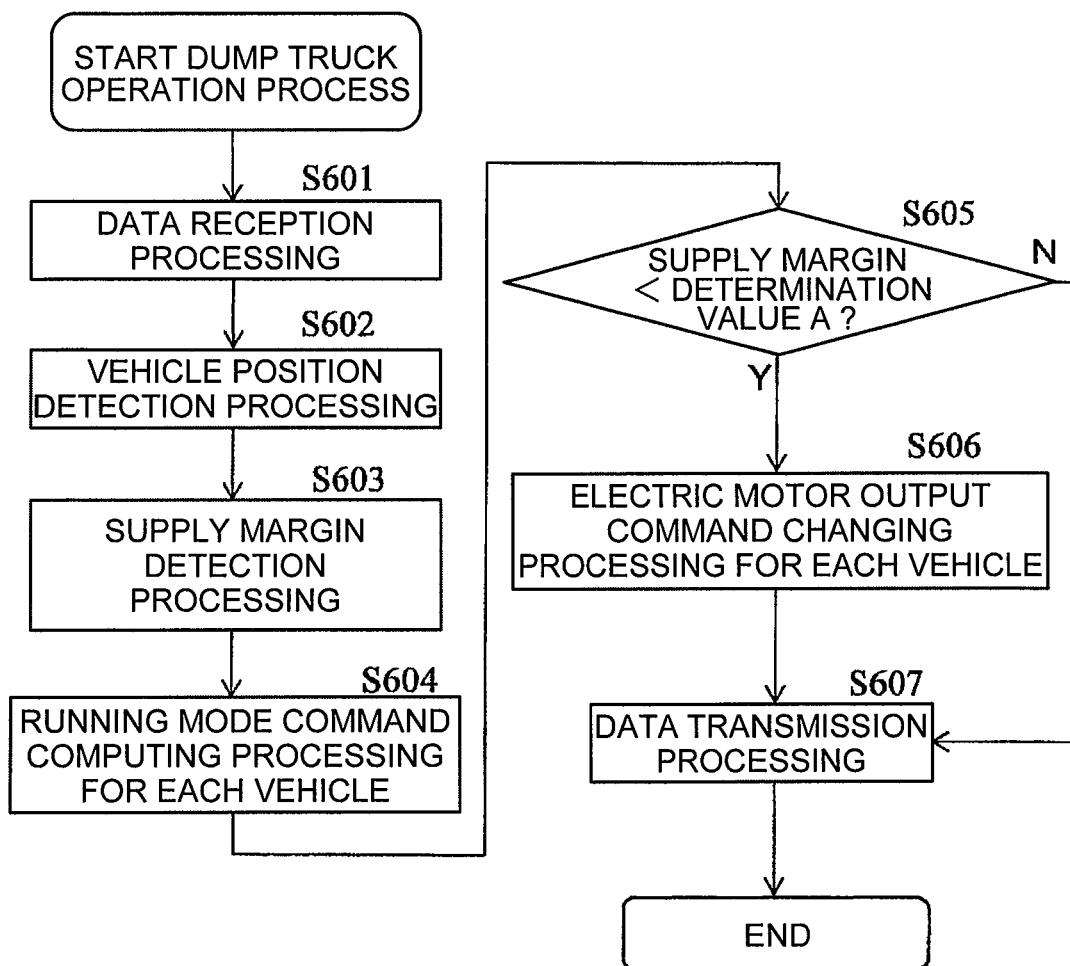 START DUMP TRUCK
OPERATION PROCESS
S601
DATA RECEPTION
PROCESSING
S602
VEHICLE POSITION
DETECTION PROCESSING
S603
SUPPLY MARGIN
DETECTION
PROCESSING
S604
RUNNING MODE COMMAND
COMPUTING PROCESSING
FOR EACH VEHICLE
S605
SUPPLY MARGIN
< DETERMINATION
VALUE A ?
N
Y
S606
ELECTRIC MOTOR OUTPUT
COMMAND CHANGING
PROCESSING FOR EACH VEHICLE
S607
DATA TRANSMISSION
PROCESSING
END